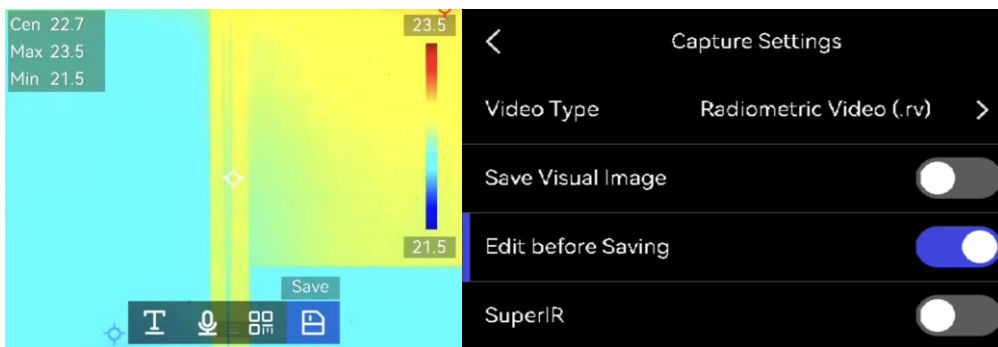 Cen 22.7
Max 23.5
Min 21.5
23.5
21.5
Save
Capture Settings
Video Type Radiometric Video (.rv)
Save Visual Image
Edit before Saving
SuperIR